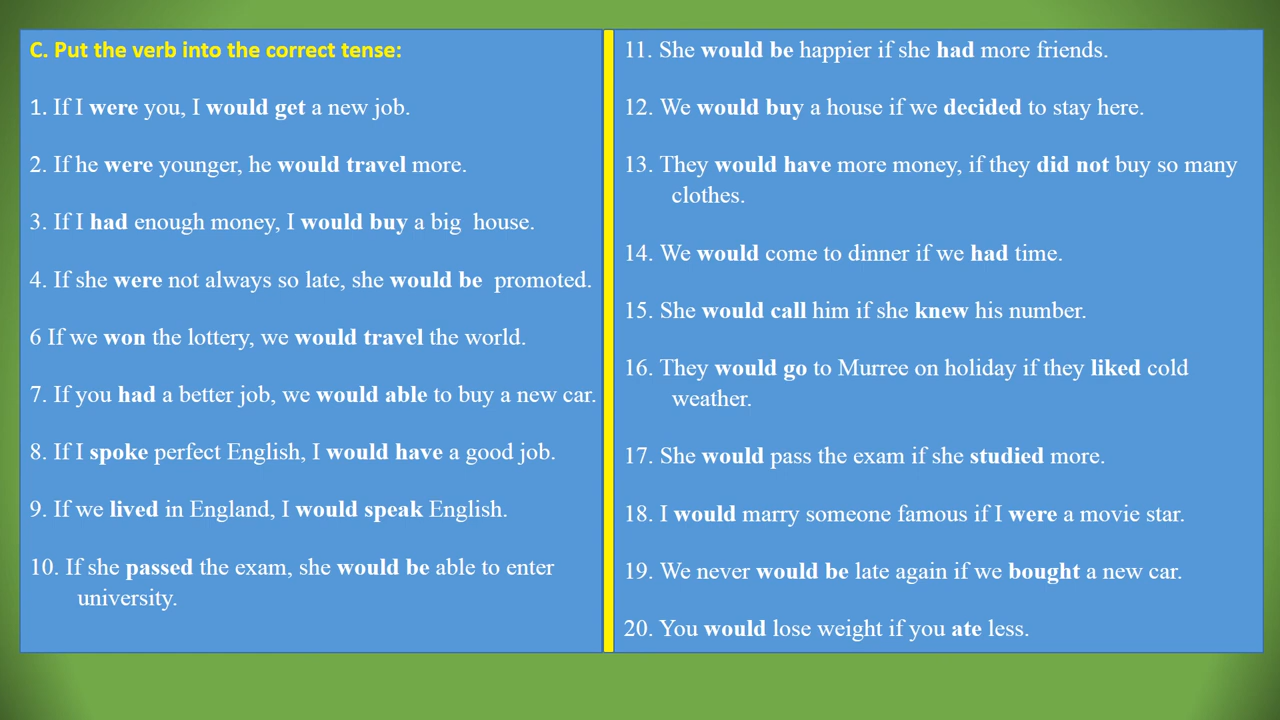 C. Put the verb into the correct tense:
1. If I were you, I would get a new job.
2. If he were younger, he would travel more.
3. If I had enough money, I would buy a big  house.
4. If she were not always so late, she would be  promoted.
6 If we won the lottery, we would travel the world.
7. If you had a better job, we would able to buy a new car.
8. If I spoke perfect English, I would have a good job.
9. If we lived in England, I would speak English.
10. If she passed the exam, she would be able to enter
university.
11. She would be happier if she had more friends.
12. We would buy a house if we decided to stay here.
13. They would have more money, if they did not buy so many
clothes.
14. We would come to dinner if we had time.
15. She would call him if she knew his number.
16. They would go to Murree on holiday if they liked cold
weather.
17. She would pass the exam if she studied more.
18. I would marry someone famous if I were a movie star.
19. We never would be late again if we bought a new car.
20. You would lose weight if you ate less.